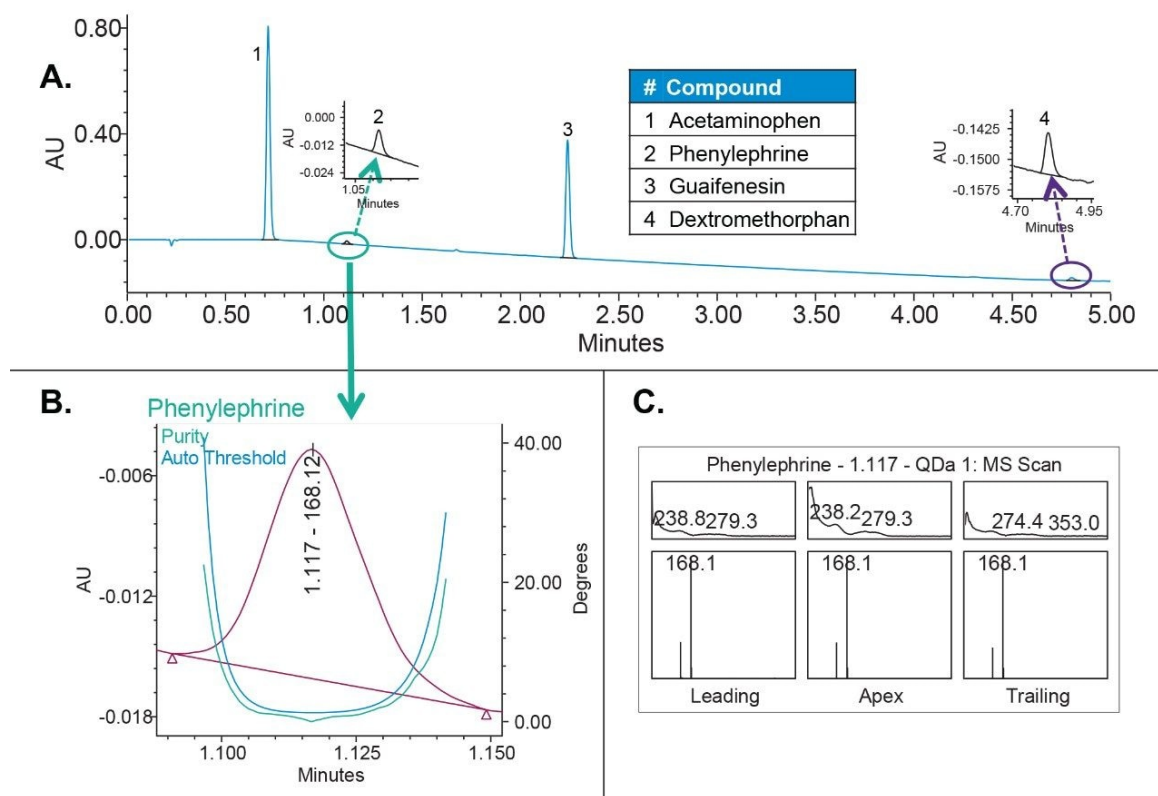 A.
0.80
0.40
0.00
AU
1
2
3
4
0.000
-0.012
-0.024
AU
1.05
Minutes
# Compound
1 Acetaminophen
2 Phenylephrine
3 Guaifenesin
4 Dextromethorphan
-0.1425
-0.1500
-0.1575
AU
4.70 4.95
Minutes
0.00 0.50 1.00 1.50 2.00 2.50 3.00 3.50 4.00 4.50 5.00
Minutes
B.
Phenylephrine
Purity
Auto Threshold
1.117 - 168.12
-0.006
-0.012
-0.018
AU
40.00
20.00
0.00
Degrees
1.100 1.125 1.150
Minutes
C.
Phenylephrine - 1.117 - QDa 1: MS Scan
238.8 279.3 238.2 279.3 274.4 353.0
168.1 168.1 168.1
Leading Apex Trailing